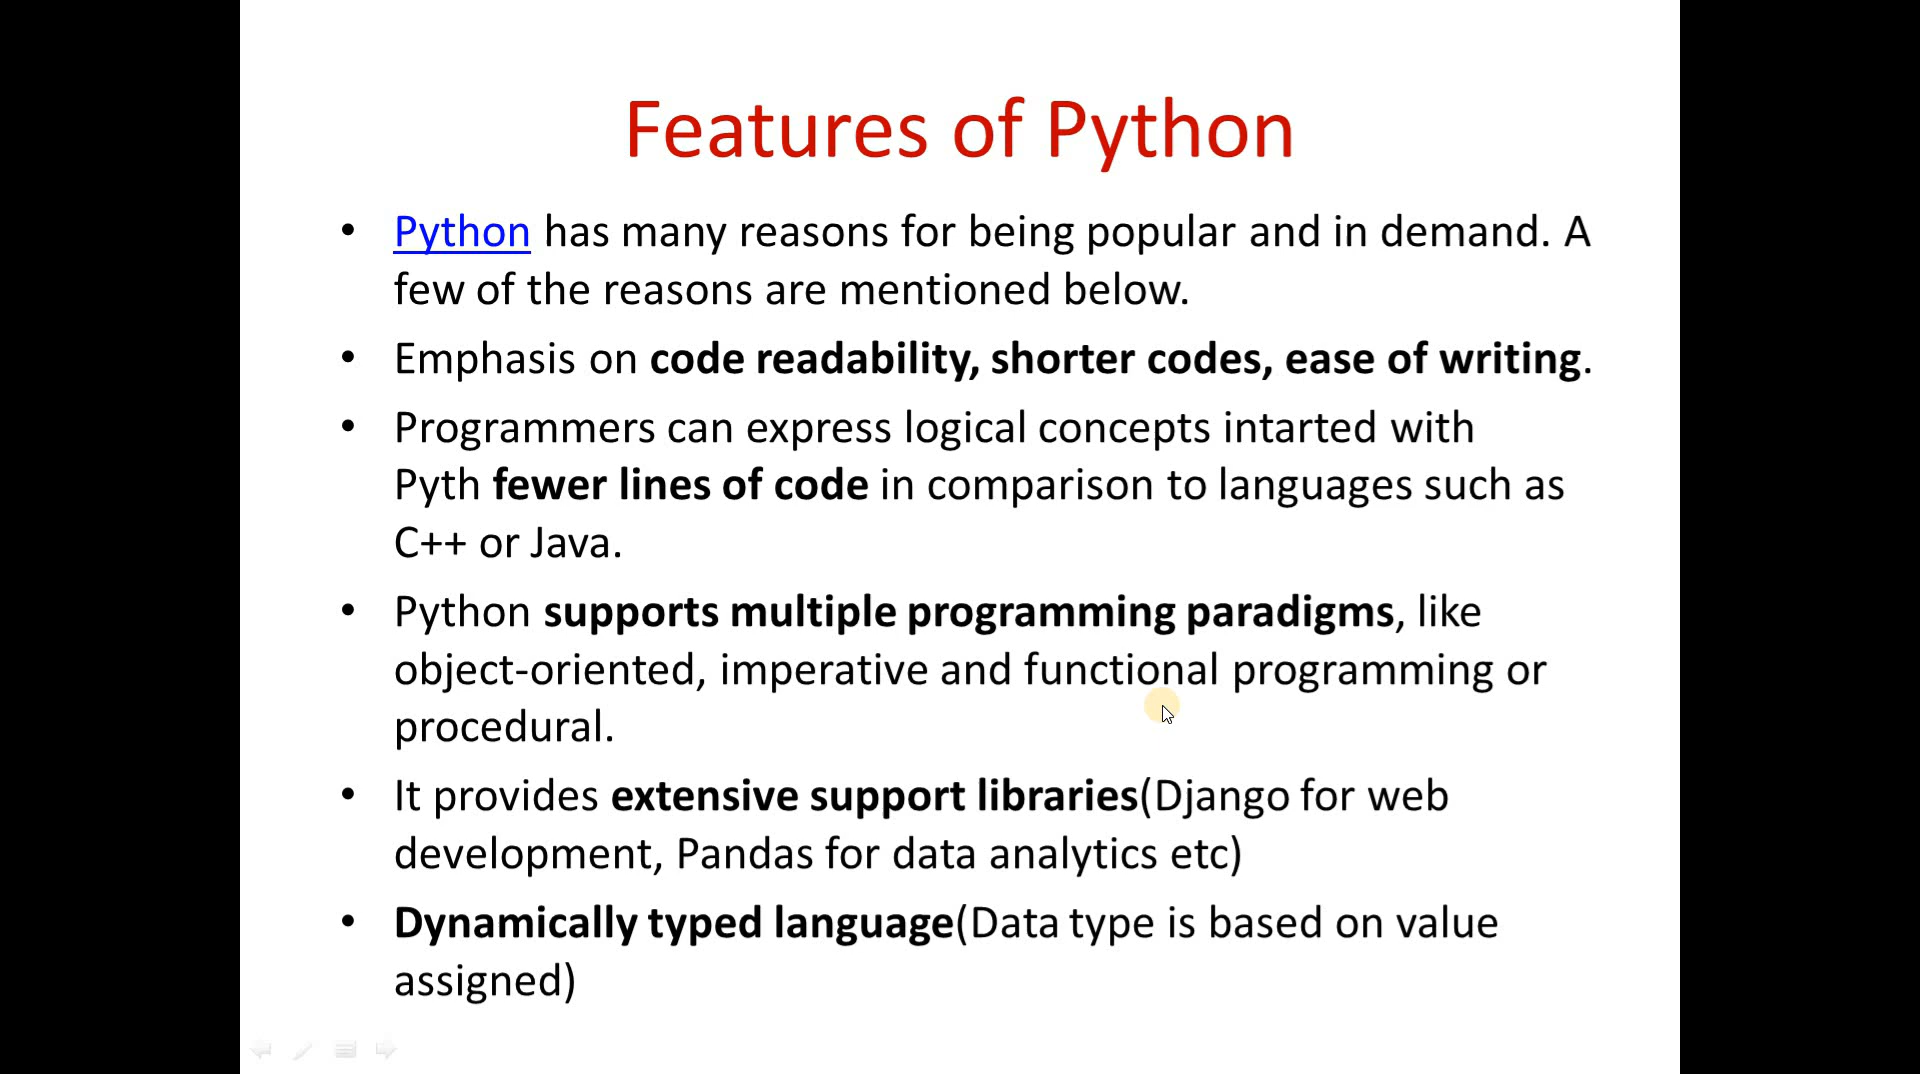 Features of Python
• Python has many reasons for being popular and in demand. A
few of the reasons are mentioned below.
• Emphasis on code readability, shorter codes, ease of writing.
• Programmers can express logical concepts intarted with
Pyth fewer lines of code in comparison to languages such as
C++ or Java.
• Python supports multiple programming paradigms, like
object-oriented, imperative and functional programming or
procedural.
• It provides extensive support libraries(Django for web
development, Pandas for data analytics etc)
• Dynamically typed language(Data type is based on value
assigned)